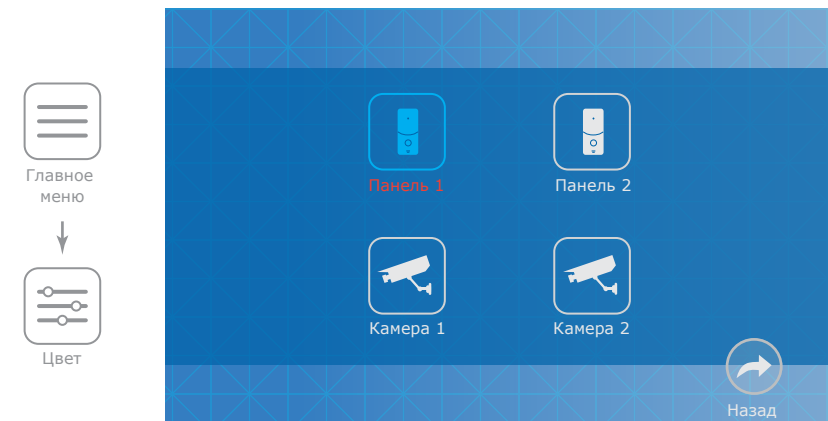 Главное
меню
Цвет
Панель 1
Панель 2
Камера 1
Камера 2
Назад